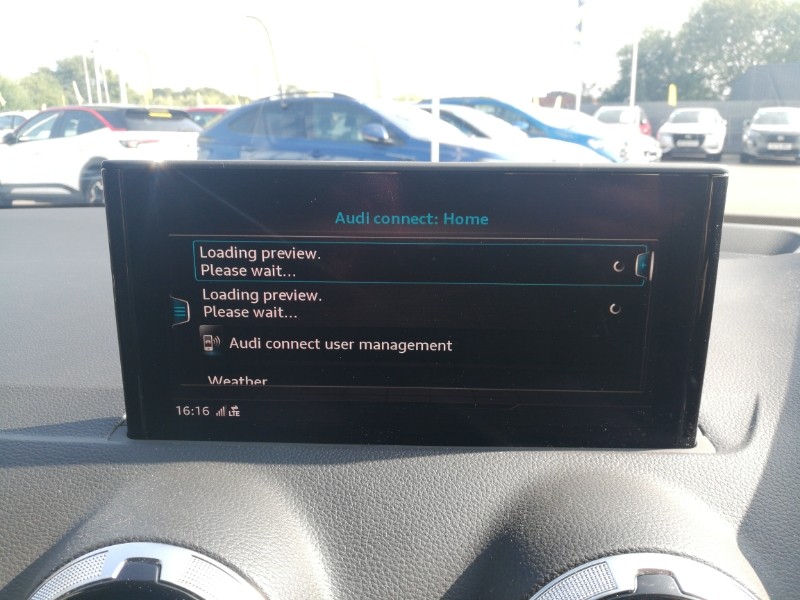 Audi connect: Home
Loading preview.
Please wait...
Loading preview.
Please wait...
Audi connect user management
Weather
16:16 LTE